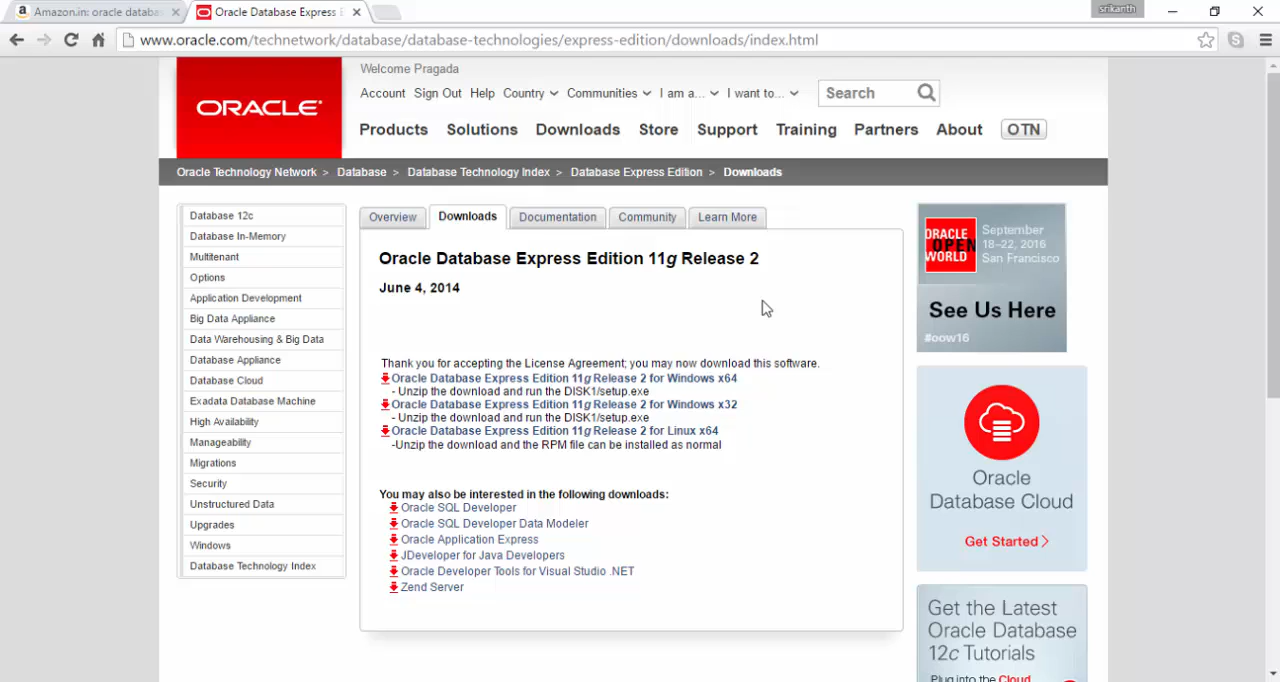 Amazon.in: oracle databa
Oracle Database Express E
srikanth
www.oracle.com/technetwork/database/database-technologies/express-edition/downloads/index.html
ORACLE
Welcome Pragada
Account Sign Out Help Country Communities I am a... I want to... Search
Products Solutions Downloads Store Support Training Partners About OTN
Oracle Technology Network > Database > Database Technology Index > Database Express Edition > Downloads
Database 12c
Database In-Memory
Multitenant
Options
Application Development
Big Data Appliance
Data Warehousing & Big Data
Database Appliance
Database Cloud
Exadata Database Machine
High Availability
Manageability
Migrations
Security
Unstructured Data
Upgrades
Windows
Database Technology Index
Overview Downloads Documentation Community Learn More
Oracle Database Express Edition 11g Release 2
June 4, 2014
Thank you for accepting the License Agreement; you may now download this software.
Oracle Database Express Edition 11g Release 2 for Windows x64
- Unzip the download and run the DISK1/setup.exe
Oracle Database Express Edition 11g Release 2 for Windows x32
- Unzip the download and run the DISK1/setup.exe
Oracle Database Express Edition 11g Release 2 for Linux x64
-Unzip the download and the RPM file can be installed as normal
You may also be interested in the following downloads:
Oracle SQL Developer
Oracle SQL Developer Data Modeler
Oracle Application Express
JDeveloper for Java Developers
Oracle Developer Tools for Visual Studio .NET
Zend Server
ORACLE
OPEN
WORLD
September
18–22, 2016
San Francisco
See Us Here
#oow16
Oracle
Database Cloud
Get Started
Get the Latest
Oracle Database
12c Tutorials
Plug into the Cloud